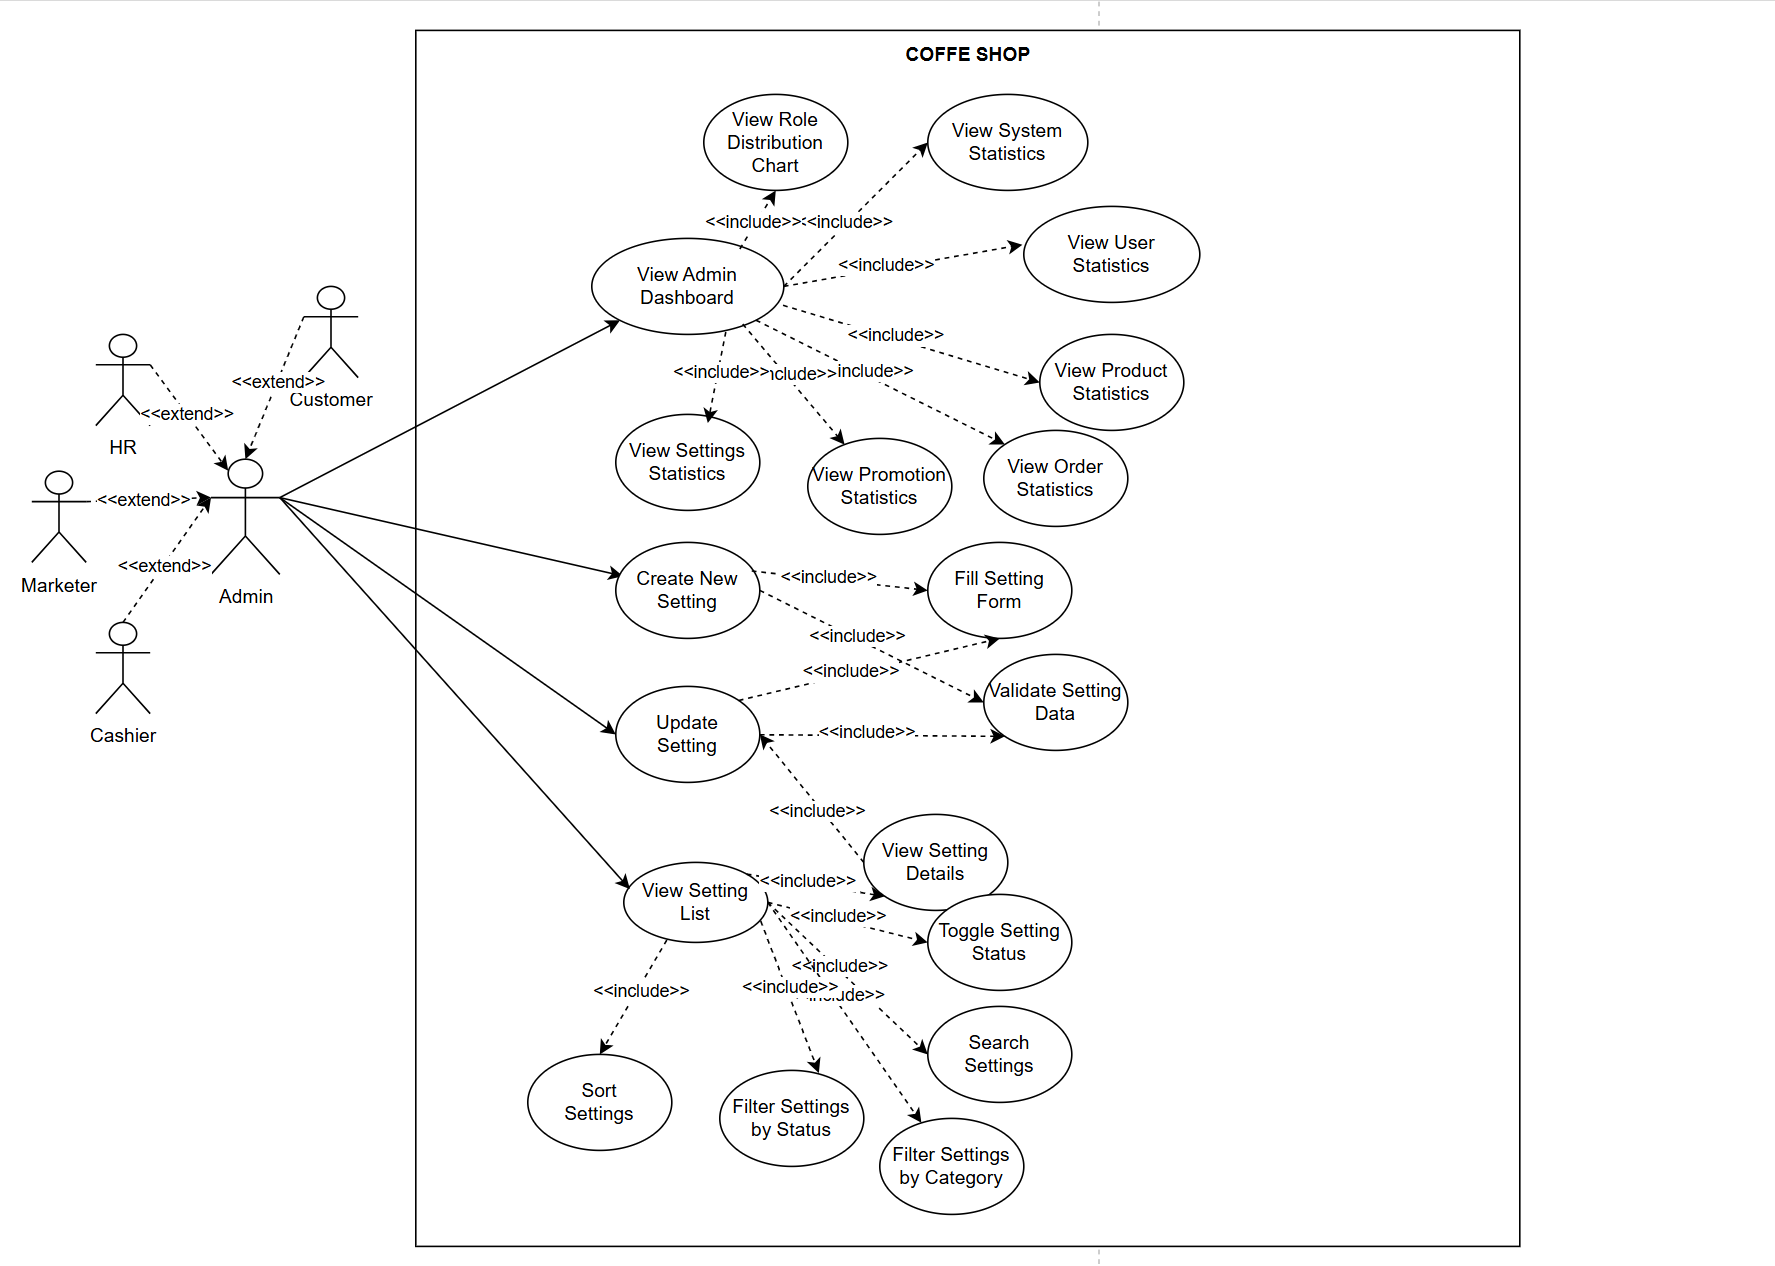 COFFE SHOP
View Role
Distribution
Chart
View System
Statistics
<<include>>
<<include>>
View User
Statistics
<<include>>
View Admin
Dashboard
<<include>>
View Product
Statistics
<<include>>
include>>
include>>
View Settings
Statistics
View Promotion
Statistics
View Order
Statistics
Customer
<<extend>>
<<extend>>
HR
<<extend>>
Marketer
<<extend>>
Admin
Cashier
Create New
Setting
<<include>>
Fill Setting
Form
<<include>>
<<include>>
Validate Setting
Data
Update
Setting
<<include>>
<<include>>
View Setting
Details
View Setting
List
<<include>>
<<include>>
Toggle Setting
Status
<<include>>
<<include>>
<<include>>
Search
Settings
Sort
Settings
Filter Settings
by Status
Filter Settings
by Category